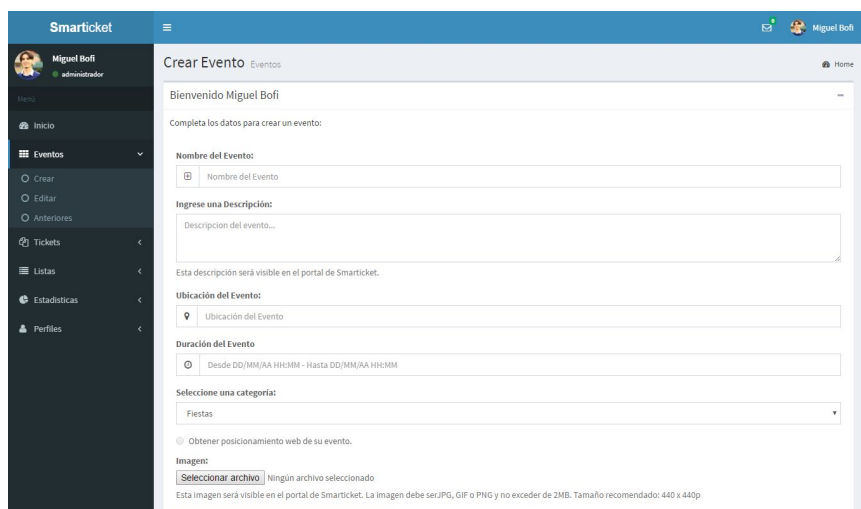 Smarticket
Miguel Bofi
Miguel Bofi
administrador
Menú
Inicio
Eventos
Crear
Editar
Anteriores
Tickets
Listas
Estadisticas
Perfiles
Crear Evento Eventos
Home
Bienvenido Miguel Bofi
Completa los datos para crear un evento:
Nombre del Evento:
Nombre del Evento
Ingrese una Descripción:
Descripcion del evento...
Esta descripción será visible en el portal de Smarticket.
Ubicación del Evento:
Ubicación del Evento
Duración del Evento
Desde DD/MM/AA HH:MM - Hasta DD/MM/AA HH:MM
Seleccione una categoría:
Fiestas
Obtener posicionamiento web de su evento.
Imagen:
Seleccionar archivo Ningún archivo seleccionado
Esta imagen será visible en el portal de Smarticket. La imagen debe serJPG, GIF o PNG y no exceder de 2MB. Tamaño recomendado: 440 x 440p